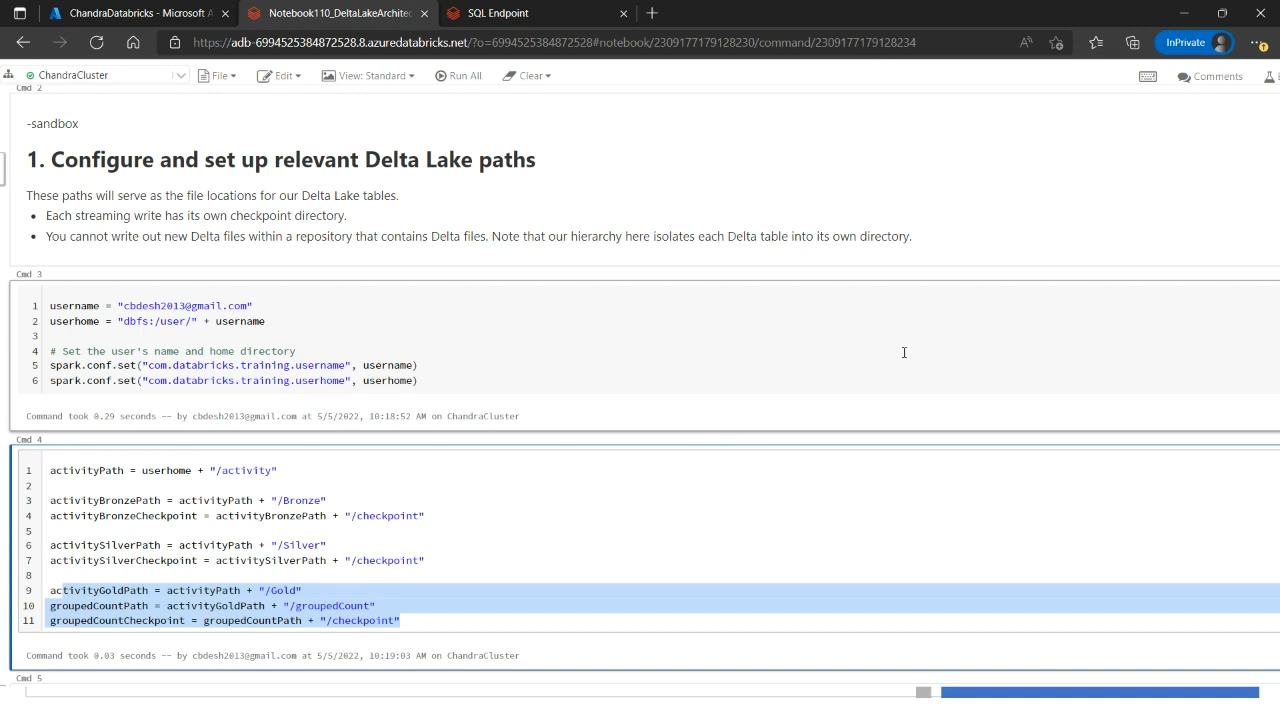 ChandraDatabricks - Microsoft A
Notebook110_DeltaLakeArchitec
SQL Endpoint
https://adb-6994525384872528.8.azuredatabricks.net/?o=6994525384872528#notebook/2309177179128230/command/2309177179128234
InPrivate
ChandraCluster
File
Edit
View: Standard
Run All
Clear
Comments
Cmd 2
-sandbox
1. Configure and set up relevant Delta Lake paths
These paths will serve as the file locations for our Delta Lake tables.
• Each streaming write has its own checkpoint directory.
• You cannot write out new Delta files within a repository that contains Delta files. Note that our hierarchy here isolates each Delta table into its own directory.
Cmd 3
1 username = "cbdesh2013@gmail.com"
2 userhome = "dbfs:/user/" + username
3
4 # Set the user's name and home directory
5 spark.conf.set("com.databricks.training.username", username)
6 spark.conf.set("com.databricks.training.userhome", userhome)
Command took 0.29 seconds -- by cbdesh2013@gmail.com at 5/5/2022, 10:18:52 AM on ChandraCluster
Cmd 4
1 activityPath = userhome + "/activity"
2
3 activityBronzePath = activityPath + "/Bronze"
4 activityBronzeCheckpoint = activityBronzePath + "/checkpoint"
5
6 activitySilverPath = activityPath + "/Silver"
7 activitySilverCheckpoint = activitySilverPath + "/checkpoint"
8
9 activityGoldPath = activityPath + "/Gold"
10 groupedCountPath = activityGoldPath + "/groupedCount"
11 groupedCountCheckpoint = groupedCountPath + "/checkpoint"
Command took 0.03 seconds -- by cbdesh2013@gmail.com at 5/5/2022, 10:19:03 AM on ChandraCluster
Cmd 5